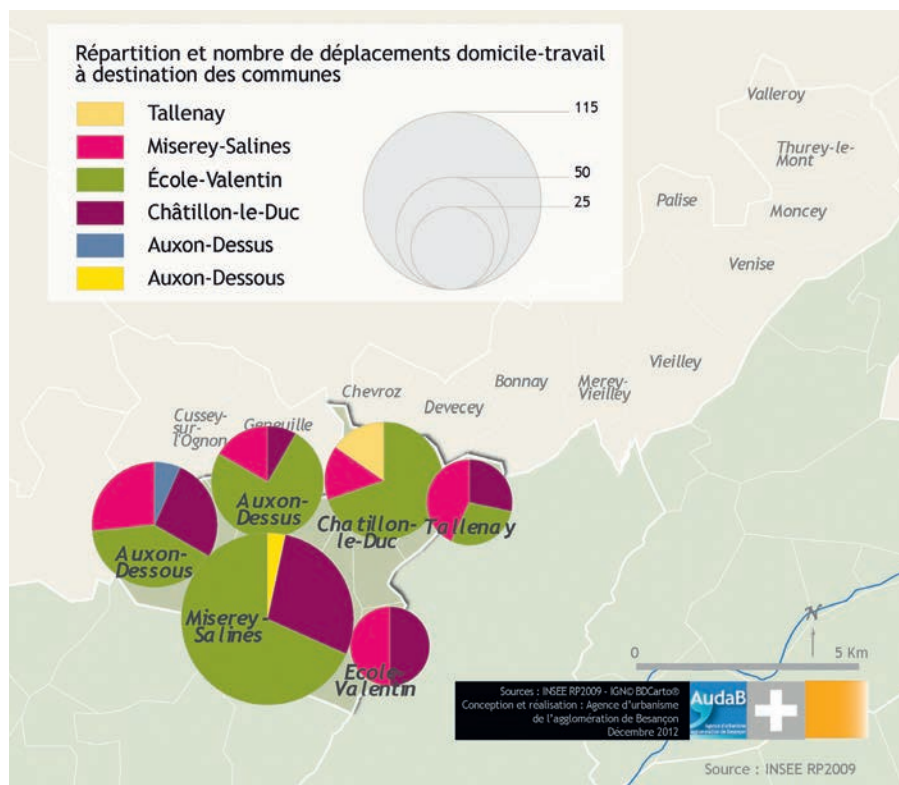 Répartition et nombre de déplacements domicile-travail
à destination des communes
Tallenay
Miserey-Salines
École-Valentin
Châtillon-le-Duc
Auxon-Dessus
Auxon-Dessous
115
50
25
Valleroy
Thurey-le-
Mont
Palise
Moncey
Venise
Vieilley
Merey-
Vieilley
Bonnay
Devecey
Chevroz
Cussey-
sur-
l'Ognon
Geneuille
Auxon-
Dessus
Chatillon-
le-Duc
Tallenay
Auxon-
Dessous
Miserey-
Salines
Ecole-
Valentin
N
0 5 Km
Sources : INSEE RP2009 - IGN© BDCarto®
Conception et réalisation : Agence d'urbanisme
de l'agglomération de Besançon
Décembre 2012
AudaB
Agence d'urbanisme
de Besançon
Source : INSEE RP2009